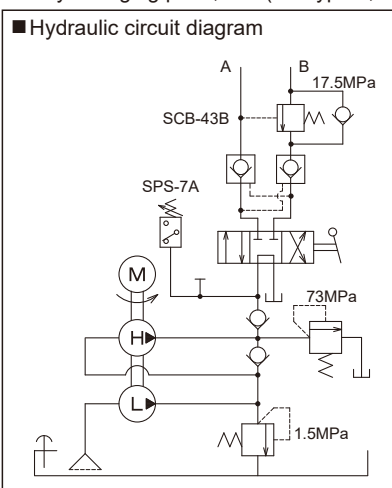 ■ Hydraulic circuit diagram
A B
17.5MPa
SCB-43B
SPS-7A
M
73MPa
H
L
1.5MPa